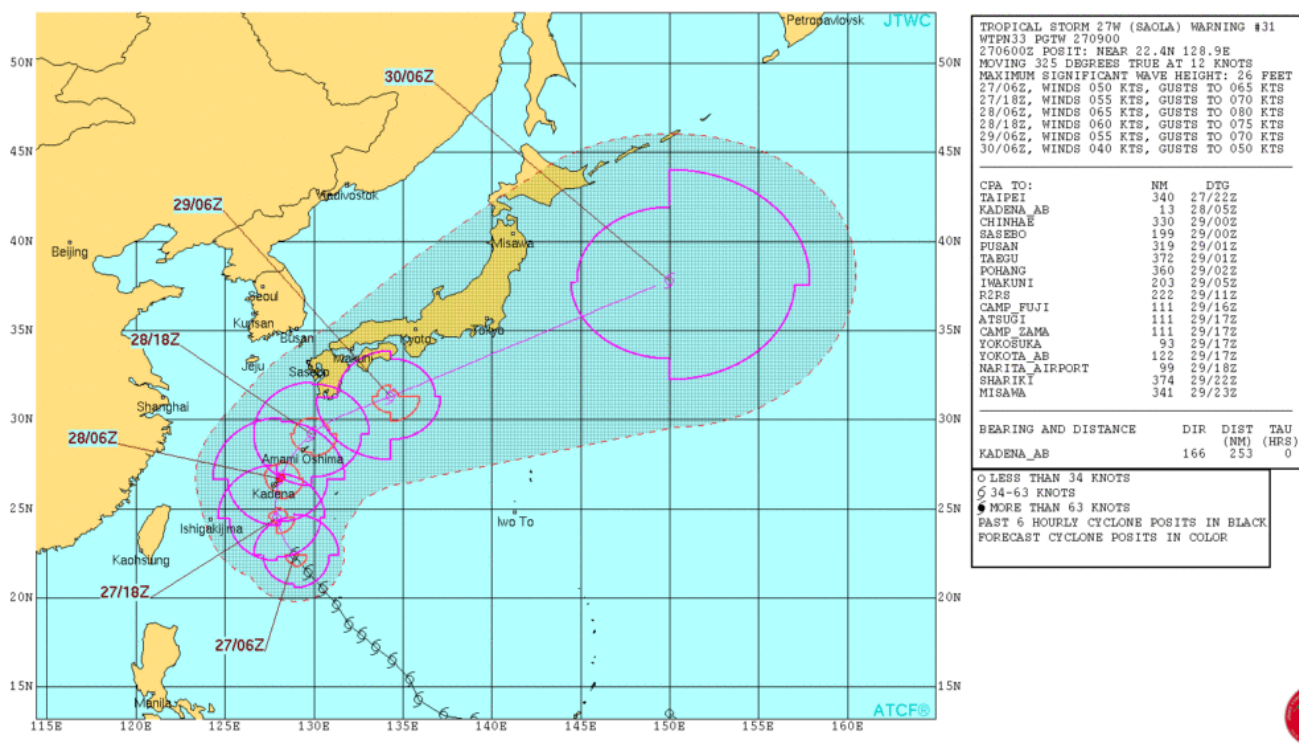 Petropavlovsk
JTWC
50N
50N
30/06Z
45N
45N
Vladivostok
29/06Z
40N
40N
Beijing
Misawa
Seoul
Kunsan
Busan
35N
35N
Tokyo
Kyoto
28/18Z
Iwakuni
Jeju
Sasebo
Shanghai
30N
30N
28/06Z
Amami Oshima
Kadena
25N
25N
Ishigakijima
Iwo To
Kaohsiung
27/18Z
20N
20N
27/06Z
15N
15N
Manila
ATCF®
115E
120E
125E
130E
135E
140E
145E
150E
155E
160E
TROPICAL STORM 27W (SAOLA) WARNING #31
WTPN33 PGTW 270900
270600Z POSIT: NEAR 22.4N 128.9E
MOVING 325 DEGREES TRUE AT 12 KNOTS
MAXIMUM SIGNIFICANT WAVE HEIGHT: 26 FEET
27/06Z, WINDS 050 KTS, GUSTS TO 065 KTS
27/18Z, WINDS 055 KTS, GUSTS TO 070 KTS
28/06Z, WINDS 065 KTS, GUSTS TO 080 KTS
28/18Z, WINDS 060 KTS, GUSTS TO 075 KTS
29/06Z, WINDS 055 KTS, GUSTS TO 070 KTS
30/06Z, WINDS 040 KTS, GUSTS TO 050 KTS
CPA TO: NM DTG
TAIPEI 340 27/22Z
KADENA_AB 13 28/05Z
CHINHAE 330 29/00Z
SASEBO 199 29/00Z
PUSAN 319 29/01Z
TAEGU 372 29/01Z
POHANG 360 29/02Z
IWAKUNI 203 29/05Z
R2RS 222 29/11Z
CAMP_FUJI 111 29/16Z
ATSUGI 111 29/17Z
CAMP_ZAMA 111 29/17Z
YOKOSUKA 93 29/17Z
YOKOTA_AB 122 29/17Z
NARITA_AIRPORT 99 29/18Z
SHARIKI 374 29/22Z
MISAWA 341 29/23Z
BEARING AND DISTANCE DIR DIST TAU
(NM) (HRS)
KADENA_AB 166 253 0
LESS THAN 34 KNOTS
34-63 KNOTS
MORE THAN 63 KNOTS
PAST 6 HOURLY CYCLONE POSITS IN BLACK
FORECAST CYCLONE POSITS IN COLOR